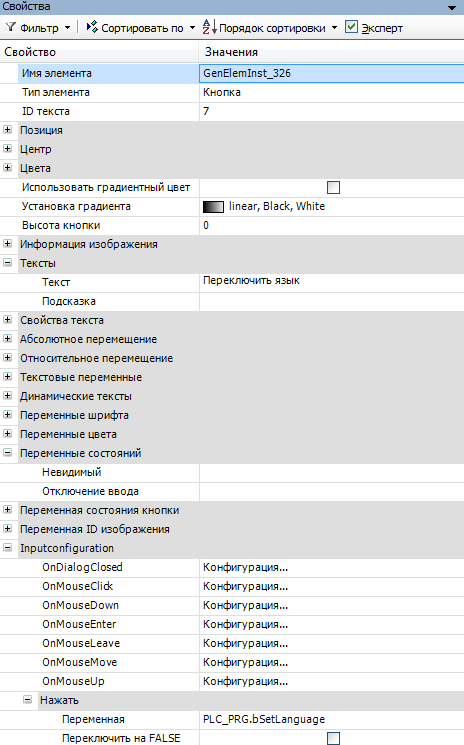 Свойства
Фильтр Сортировать по Порядок сортировки Эксперт
Свойство Значения
Имя элемента GenElemInst_326
Тип элемента Кнопка
ID текста 7
Позиция
Центр
Цвета
Использовать градиентный цвет
Установка градиента linear, Black, White
Высота кнопки 0
Информация изображения
Тексты
Текст Переключить язык
Подсказка
Свойства текста
Абсолютное перемещение
Относительное перемещение
Текстовые переменные
Динамические тексты
Переменные шрифта
Переменные цвета
Переменные состояний
Невидимый
Отключение ввода
Переменная состояния кнопки
Переменная ID изображения
Inputconfiguration
OnDialogClosed Конфигурация...
OnMouseClick Конфигурация...
OnMouseDown Конфигурация...
OnMouseEnter Конфигурация...
OnMouseLeave Конфигурация...
OnMouseMove Конфигурация...
OnMouseUp Конфигурация...
Нажать
Переменная PLC_PRG.bSetLanguage
Переключить на FALSE